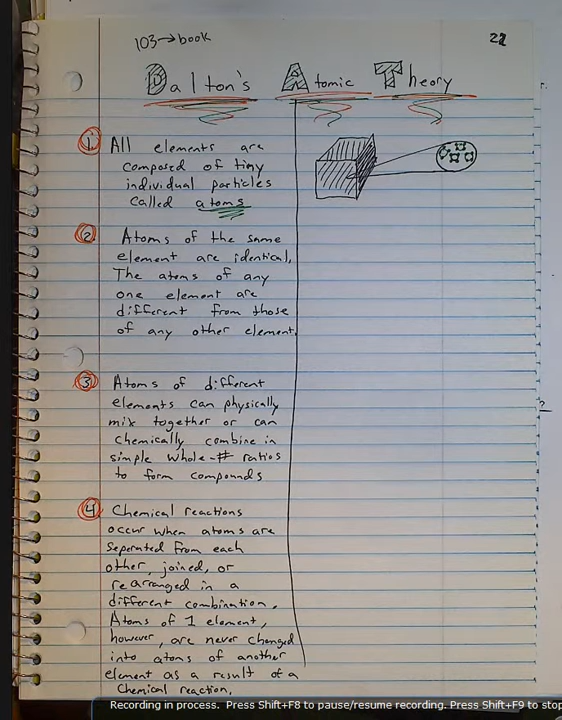 103→book
22
Dalton's Atomic Theory
1. All elements are
composed of tiny
individual particles
called atoms
2. Atoms of the same
element are identical.
The atoms of any
one element are
different from those
of any other element.
3 Atoms of different
elements can physically
mix together or can
chemically combine in
simple whole-# ratios
to form compounds
4 Chemical reactions
occur when atoms are
seperated from each
other, joined, or
rearranged in a
different combination.
Atoms of 1 element,
however, are never changed
into atoms of another
element as a result of a
Chemical reaction.
Recording in process. Press Shift+F8 to pause/resume recording. Press Shift+F9 to stop